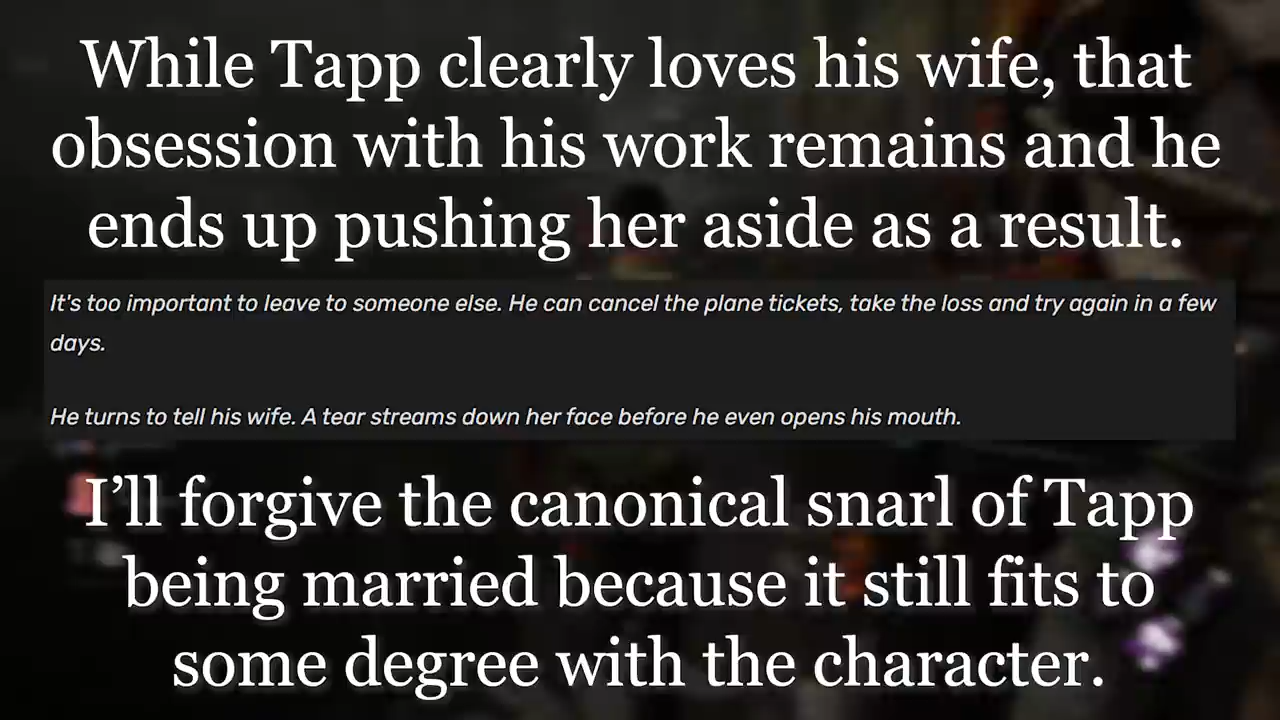 While Tapp clearly loves his wife, that
obsession with his work remains and he
ends up pushing her aside as a result.
It's too important to leave to someone else. He can cancel the plane tickets, take the loss and try again in a few
days.
He turns to tell his wife. A tear streams down her face before he even opens his mouth.
I’ll forgive the canonical snarl of Tapp
being married because it still fits to
some degree with the character.